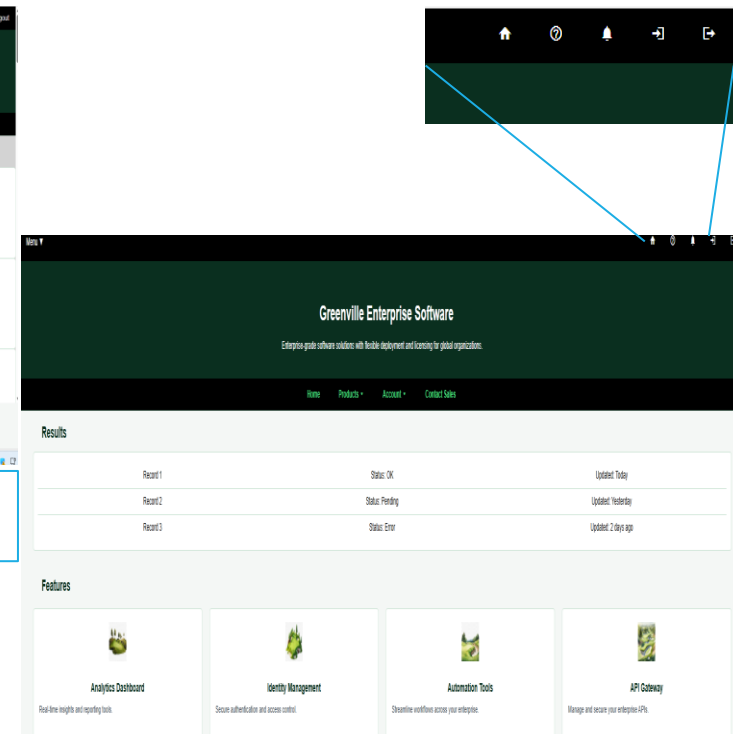 Menu ▼
Greenville Enterprise Software
Enterprise-grade software solutions with flexible deployment and licensing for global organizations.
Home Products Account Contact Sales
Results
Record 1 Status: OK Updated: Today
Record 2 Status: Pending Updated: Yesterday
Record 3 Status: Error Updated: 2 days ago
Features
Analytics Dashboard Identity Management Automation Tools API Gateway
Real-time insights and reporting tools. Secure authentication and access control. Streamline workflows across your enterprise. Manage and secure your enterprise APIs.